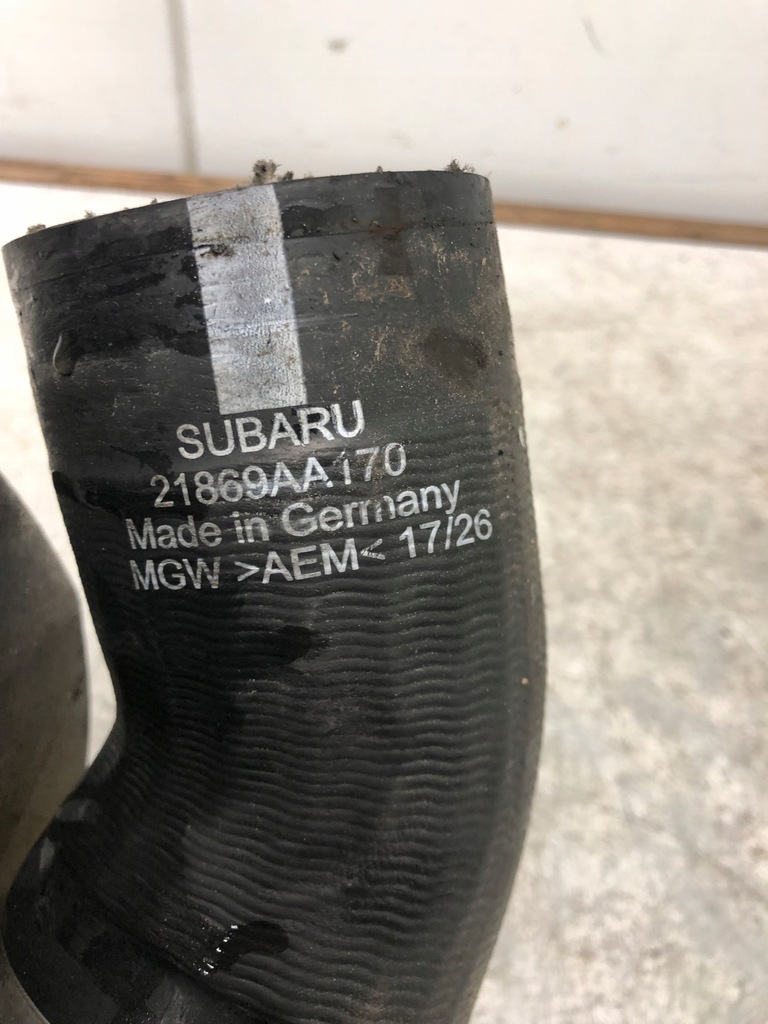 SUBARU
21869AA170
Made in Germany
MGW >AEM< 17/26